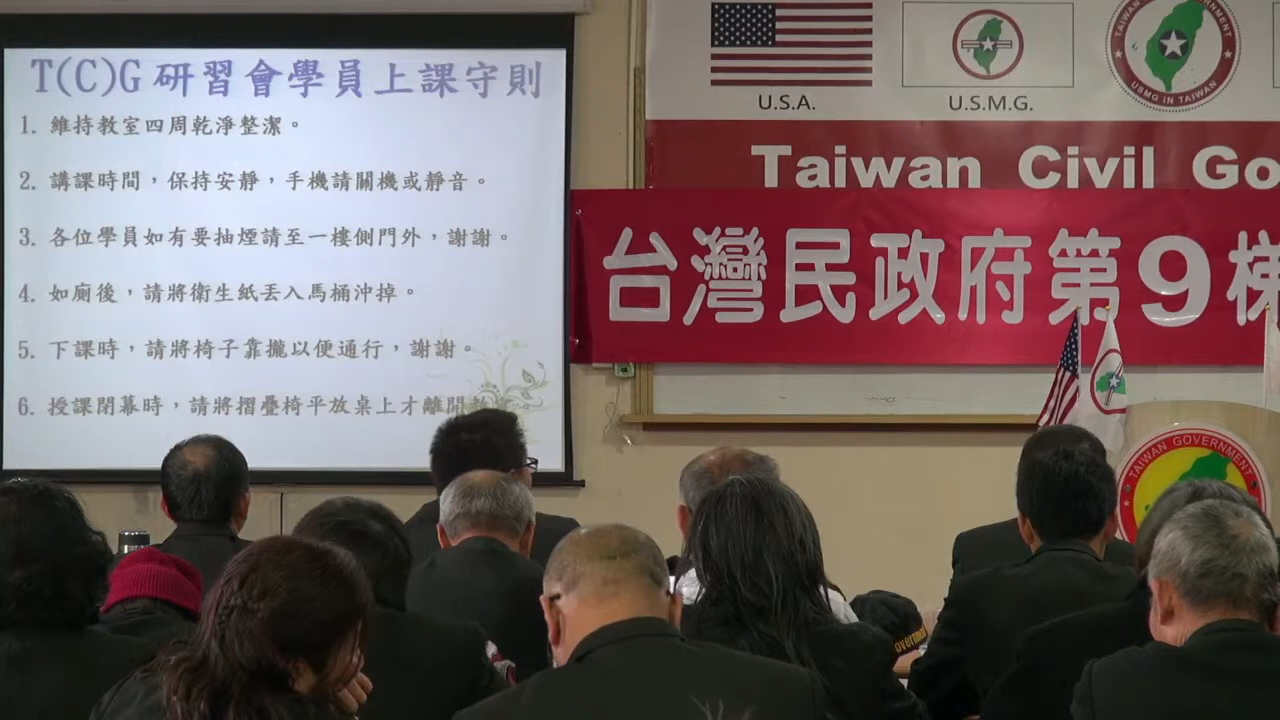 T(C)G 研習會學員上課守則
1. 維持教室四周乾淨整潔。
2. 講課時間，保持安靜，手機請關機或靜音。
3. 各位學員如有要抽煙請至一樓側門外，謝謝。
4. 如廁後，請將衛生紙丟入馬桶沖掉。
5. 下課時，請將椅子靠攏以便通行，謝謝。
6. 授課閉幕時，請將摺疊椅平放桌上才離開
U.S.A.
U.S.M.G.
TAIWAN GOVERNMENT
USMG IN TAIWAN
Taiwan Civil Go
台灣民政府第9梯
TAIWAN GOVERNMENT
overnment